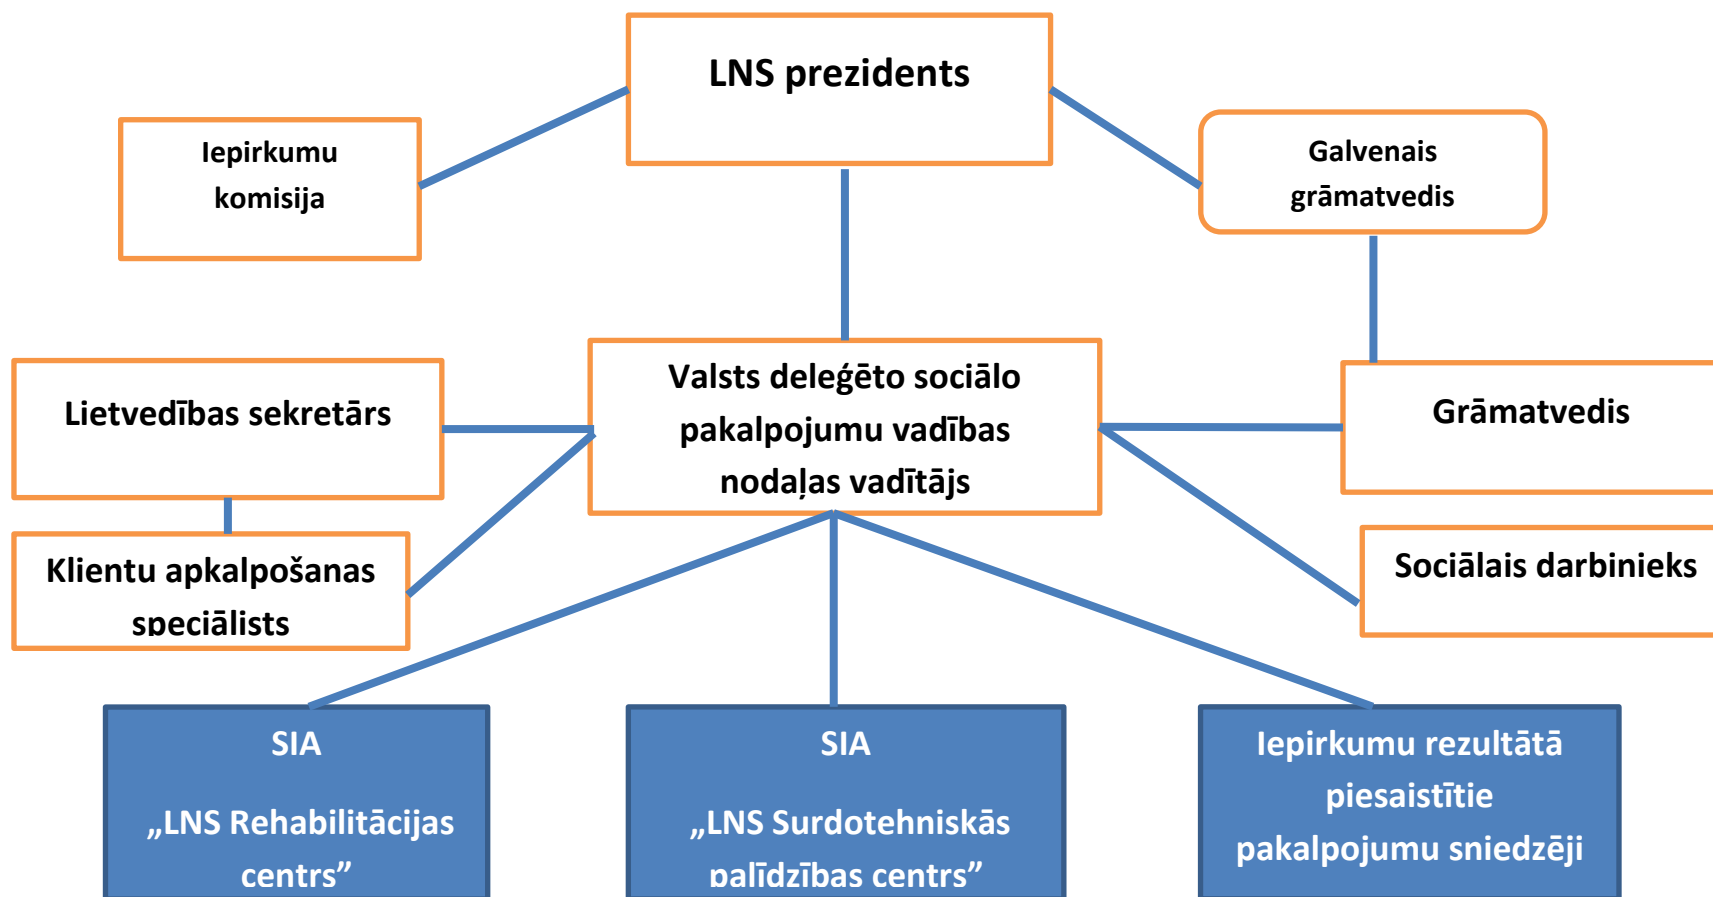 LNS prezidents
Iepirkumu
komisija
Galvenais
grāmatvedis
Lietvedības sekretārs
Valsts deleģēto sociālo
pakalpojumu vadības
nodaļas vadītājs
Grāmatvedis
Klientu apkalpošanas
speciālists
Sociālais darbinieks
SIA
„LNS Rehabilitācijas
centrs”
SIA
„LNS Surdotehniskās
palīdzības centrs”
Iepirkumu rezultātā
piesaistītie
pakalpojumu sniedzēji